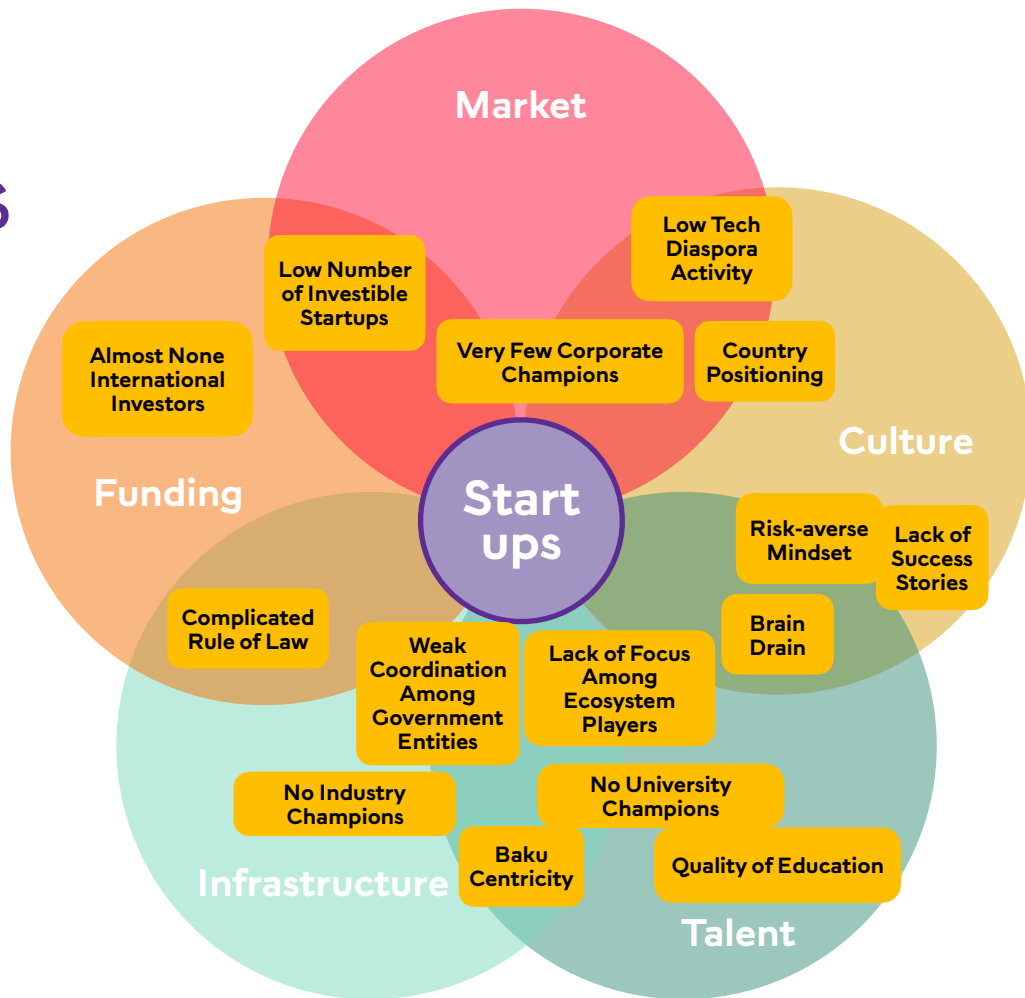 Market
s
Low Tech
Diaspora
Activity
Low Number
of Investible
Startups
Almost None
International
Investors
Very Few Corporate
Champions
Country
Positioning
Culture
Funding
Start
ups
Risk-averse
Mindset
Lack of
Success
Stories
Complicated
Rule of Law
Brain
Drain
Weak
Coordination
Among
Government
Entities
Lack of Focus
Among
Ecosystem
Players
No Industry
Champions
No University
Champions
Baku
Centricity
Quality of Education
Infrastructure
Talent